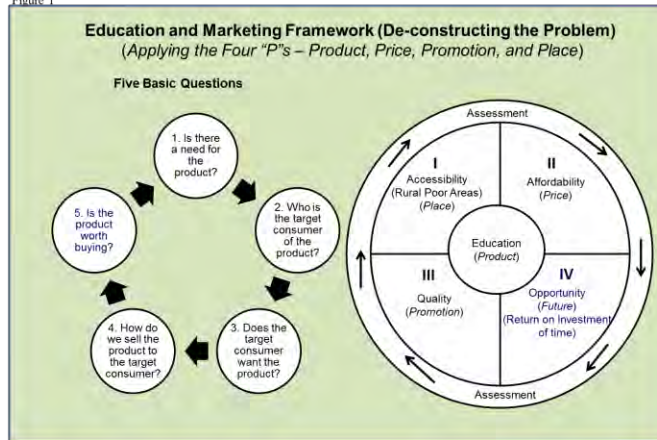 Figure 1
Education and Marketing Framework (De-constructing the Problem)
(Applying the Four “P”s – Product, Price, Promotion, and Place)
Five Basic Questions
1. Is there
a need for
the
product?
2. Who is
the target
consumer
of the
product?
3. Does the
target
consumer
want the
product?
4. How do
we sell the
product to
the target
consumer?
5. Is the
product
worth
buying?
Assessment
I
Accessibility
(Rural Poor Areas)
(Place)
II
Affordability
(Price)
Education
(Product)
III
Quality
(Promotion)
IV
Opportunity
(Future)
(Return on Investment
of time)
Assessment